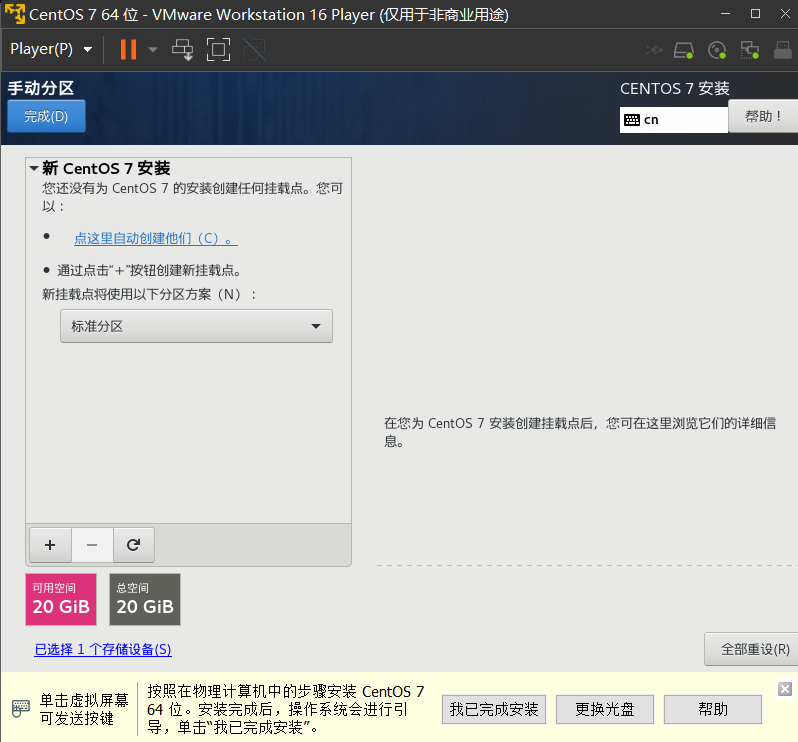 CentOS 7 64 位 - VMware Workstation 16 Player (仅用于非商业用途)
Player(P)
手动分区
完成(D)
CENTOS 7 安装
cn
帮助！
新 CentOS 7 安装
您还没有为 CentOS 7 的安装创建任何挂载点。您可
以：
点这里自动创建他们（C）。
通过点击“+”按钮创建新挂载点。
新挂载点将使用以下分区方案（N）：
标准分区
在您为 CentOS 7 安装创建挂载点后，您可在这里浏览它们的详细信
息。
+ −
可用空间
20 GiB
总空间
20 GiB
已选择 1 个存储设备(S)
全部重设(R)
单击虚拟屏幕
可发送按键
按照在物理计算机中的步骤安装 CentOS 7
64 位。安装完成后，操作系统会进行引
导，单击“我已完成安装”。
我已完成安装
更换光盘
帮助